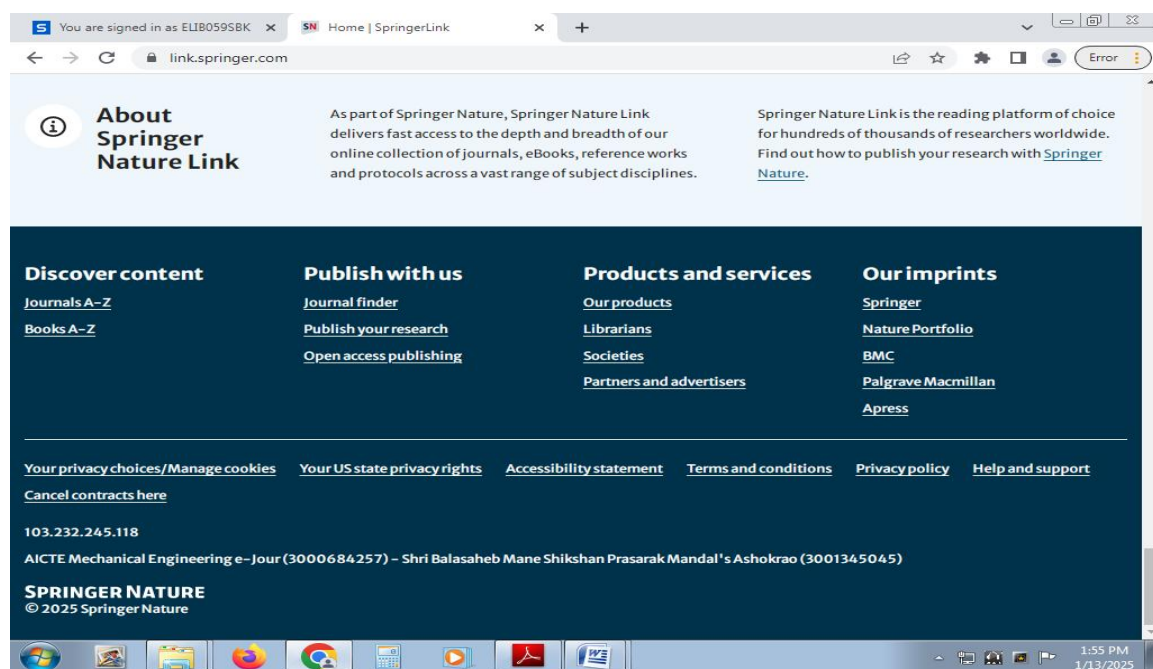 You are signed in as ELIB059SBK
SN Home | SpringerLink
link.springer.com
Error
About
Springer
Nature Link
As part of Springer Nature, Springer Nature Link
delivers fast access to the depth and breadth of our
online collection of journals, eBooks, reference works
and protocols across a vast range of subject disciplines.
Springer Nature Link is the reading platform of choice
for hundreds of thousands of researchers worldwide.
Find out how to publish your research with Springer
Nature.
Discover content
Journals A-Z
Books A-Z
Publish with us
Journal finder
Publish your research
Open access publishing
Products and services
Our products
Librarians
Societies
Partners and advertisers
Our imprints
Springer
Nature Portfolio
BMC
Palgrave Macmillan
Apress
Your privacy choices/Manage cookies Your US state privacy rights Accessibility statement Terms and conditions Privacy policy Help and support
Cancel contracts here
103.232.245.118
AICTE Mechanical Engineering e-Jour (3000684257) - Shri Balasaheb Mane Shikshan Prasarak Mandal's Ashokrao (3001345045)
SPRINGER NATURE
© 2025 Springer Nature
1:55 PM
1/13/2025